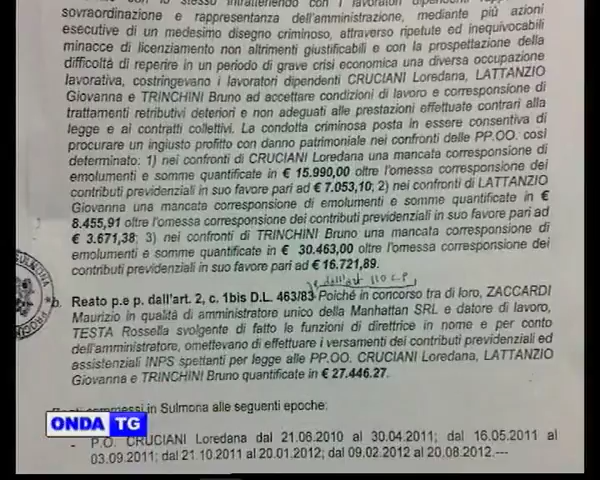 sovraordinazione e rappresentanza dell'amministrazione, mediante più azioni
esecutive di un medesimo disegno criminoso, attraverso ripetute ed inequivocabili
minacce di licenziamento non altrimenti giustificabili e con la prospettazione della
difficoltà di reperire in un periodo di grave crisi economica una diversa occupazione
lavorativa, costringevano i lavoratori dipendenti CRUCIANI Loredana, LATTANZIO
Giovanna e TRINCHINI Bruno ad accettare condizioni di lavoro e corresponsione di
trattamenti retributivi deteriori e non adeguati alle prestazioni effettuate contrari alla
legge e ai contratti collettivi. La condotta criminosa posta in essere consentiva di
procurare un ingiusto profitto con danno patrimoniale nei confronti delle PP.OO. così
determinato: 1) nei confronti di CRUCIANI Loredana una mancata corresponsione di
emolumenti e somme quantificate in € 15.990,00 oltre l'omessa corresponsione dei
contributi previdenziali in suo favore pari ad € 7.053,10; 2) nei confronti di LATTANZIO
Giovanna una mancata corresponsione di emolumenti e somme quantificate in €
8.455,91 oltre l'omessa corresponsione dei contributi previdenziali in suo favore pari ad
€ 3.671,38; 3) nei confronti di TRINCHINI Bruno una mancata corresponsione di
emolumenti e somme quantificate in € 30.463,00 oltre l'omessa corresponsione dei
contributi previdenziali in suo favore pari ad € 16.721,89.
dell'art 110 c.p
b. Reato p.e p. dall'art. 2, c. 1bis D.L. 463/83 Poiché in concorso tra di loro, ZACCARDI
Maurizio in qualità di amministratore unico della Manhattan SRL e datore di lavoro,
TESTA Rossella svolgente di fatto le funzioni di direttrice in nome e per conto
dell'amministratore, omettevano di effettuare i versamenti dei contributi previdenziali ed
assistenziali INPS spettanti per legge alle PP.OO. CRUCIANI Loredana, LATTANZIO
Giovanna e TRINCHINI Bruno quantificate in € 27.446.27.
commessi in Sulmona alle seguenti epoche:
- P.O. CRUCIANI Loredana dal 21.06.2010 al 30.04.2011; dal 16.05.2011 al
03.09.2011; dal 21.10.2011 al 20.01.2012; dal 09.02.2012 al 20.08.2012.---
SULMONA
ONDA TG